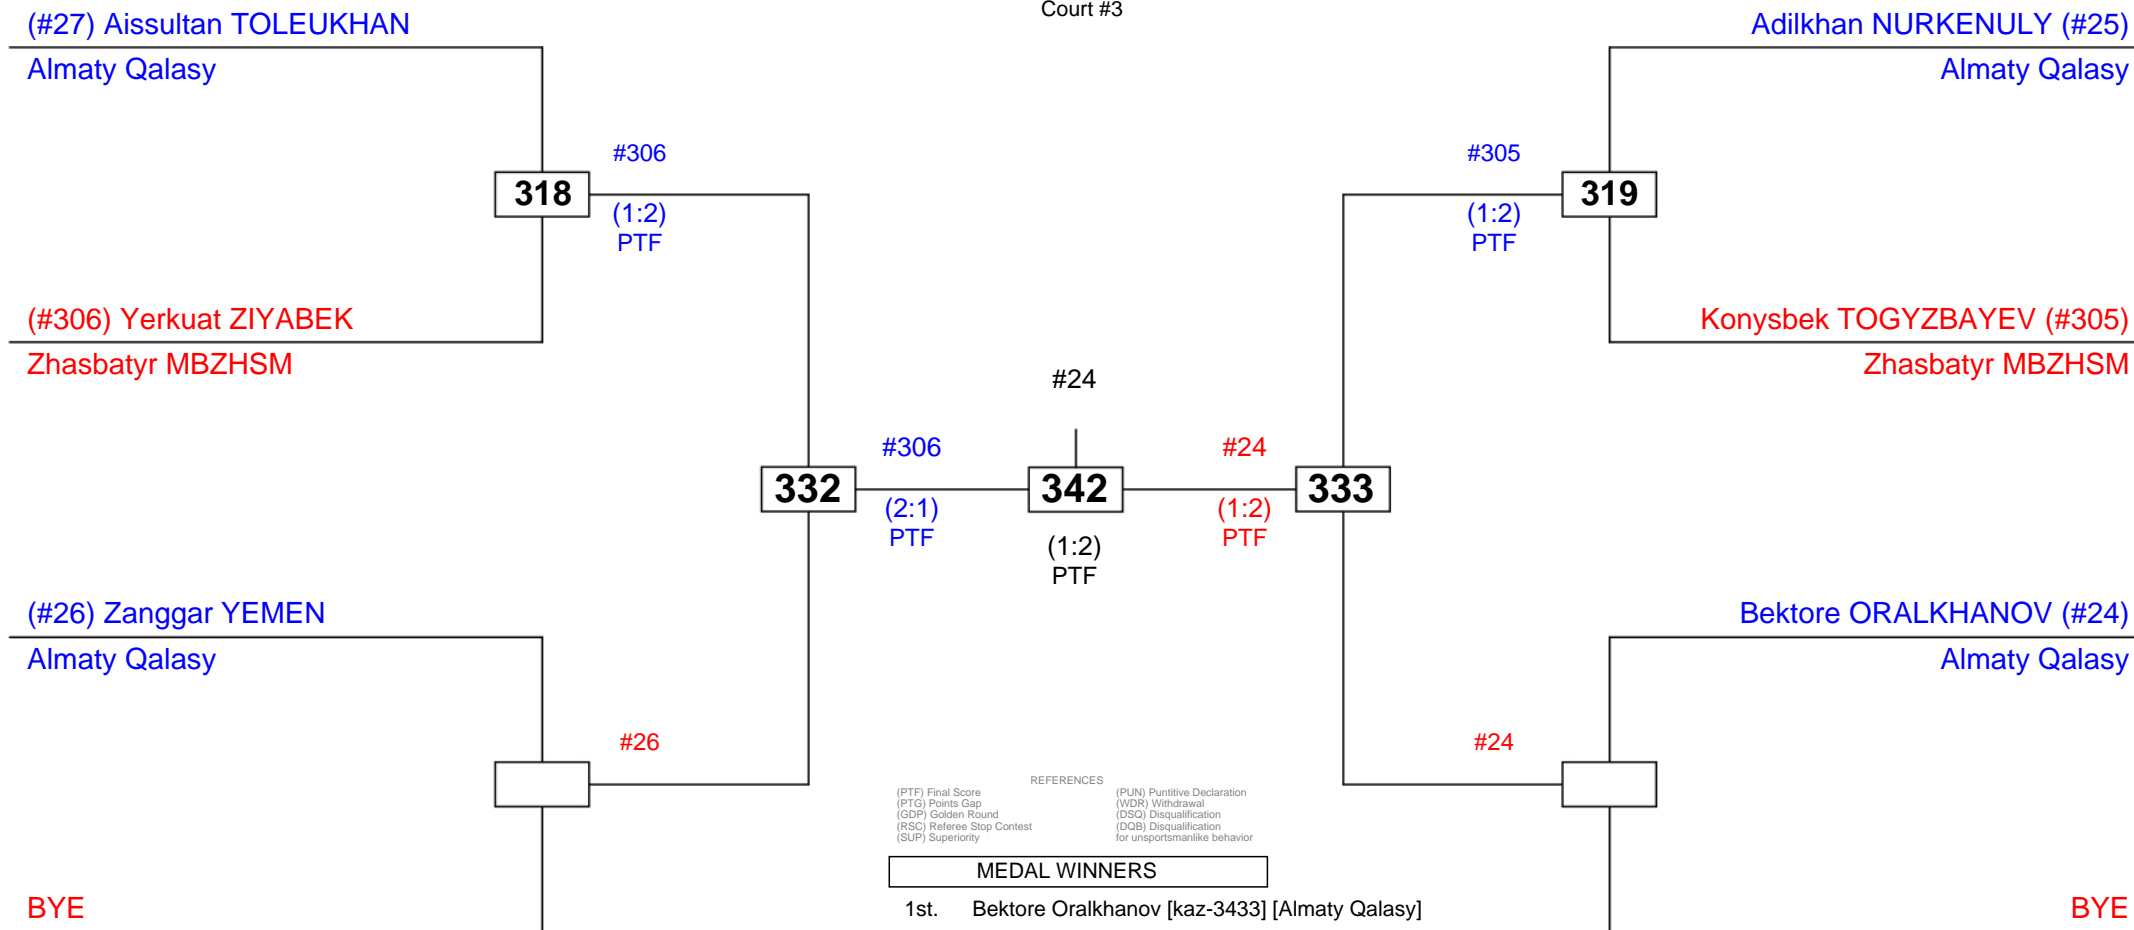 Court #3
(#27) Aissultan TOLEUKHAN
Almaty Qalasy
Adilkhan NURKENULY (#25)
Almaty Qalasy
#306
318
(1:2)
PTF
#305
319
(1:2)
PTF
(#306) Yerkuat ZIYABEK
Zhasbatyr MBZHSM
Konysbek TOGYZBAYEV (#305)
Zhasbatyr MBZHSM
#24
#306
#24
332
342
333
(2:1)
PTF
(1:2)
PTF
(1:2)
PTF
(#26) Zanggar YEMEN
Almaty Qalasy
Bektore ORALKHANOV (#24)
Almaty Qalasy
#26
#24
REFERENCES
(PTF) Final Score
(PTG) Points Gap
(GDP) Golden Round
(RSC) Referee Stop Contest
(SUP) Superiority
(PUN) Puntitive Declaration
(WDR) Withdrawal
(DSQ) Disqualification
(DQB) Disqualification
for unsportsmanlike behavior
MEDAL WINNERS
1st. Bektore Oralkhanov [kaz-3433] [Almaty Qalasy]
BYE
BYE